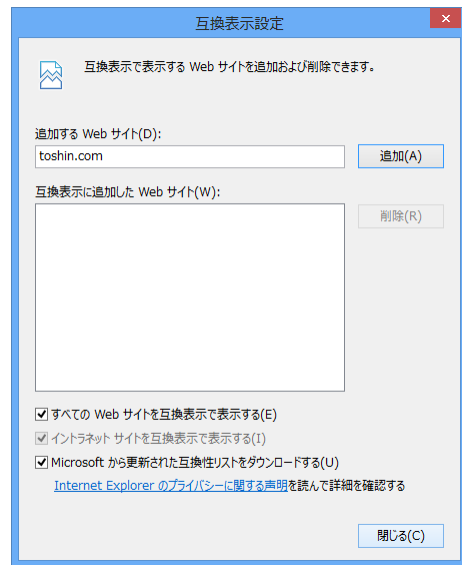 互換表示設定
互換表示で表示する Web サイトを追加および削除できます。
追加する Web サイト(D):
toshin.com
追加(A)
互換表示に追加した Web サイト(W):
削除(R)
すべての Web サイトを互換表示で表示する(E)
イントラネット サイトを互換表示で表示する(I)
Microsoft から更新された互換性リストをダウンロードする(U)
Internet Explorer のプライバシーに関する声明を読んで詳細を確認する
閉じる(C)